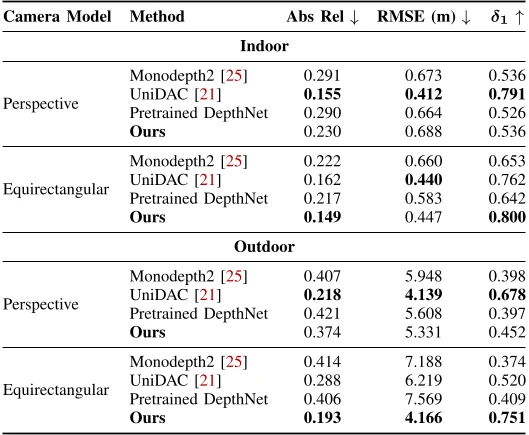 Camera Model Method Abs Rel ↓ RMSE (m) ↓ δ1 ↑
Indoor
Perspective
Monodepth2 [25] 0.291 0.673 0.536
UniDAC [21] 0.155 0.412 0.791
Pretrained DepthNet 0.290 0.664 0.526
Ours 0.230 0.688 0.536
Equirectangular
Monodepth2 [25] 0.222 0.660 0.653
UniDAC [21] 0.162 0.440 0.762
Pretrained DepthNet 0.217 0.583 0.642
Ours 0.149 0.447 0.800
Outdoor
Perspective
Monodepth2 [25] 0.407 5.948 0.398
UniDAC [21] 0.218 4.139 0.678
Pretrained DepthNet 0.421 5.608 0.397
Ours 0.374 5.331 0.452
Equirectangular
Monodepth2 [25] 0.414 7.188 0.374
UniDAC [21] 0.288 6.219 0.520
Pretrained DepthNet 0.406 7.569 0.409
Ours 0.193 4.166 0.751